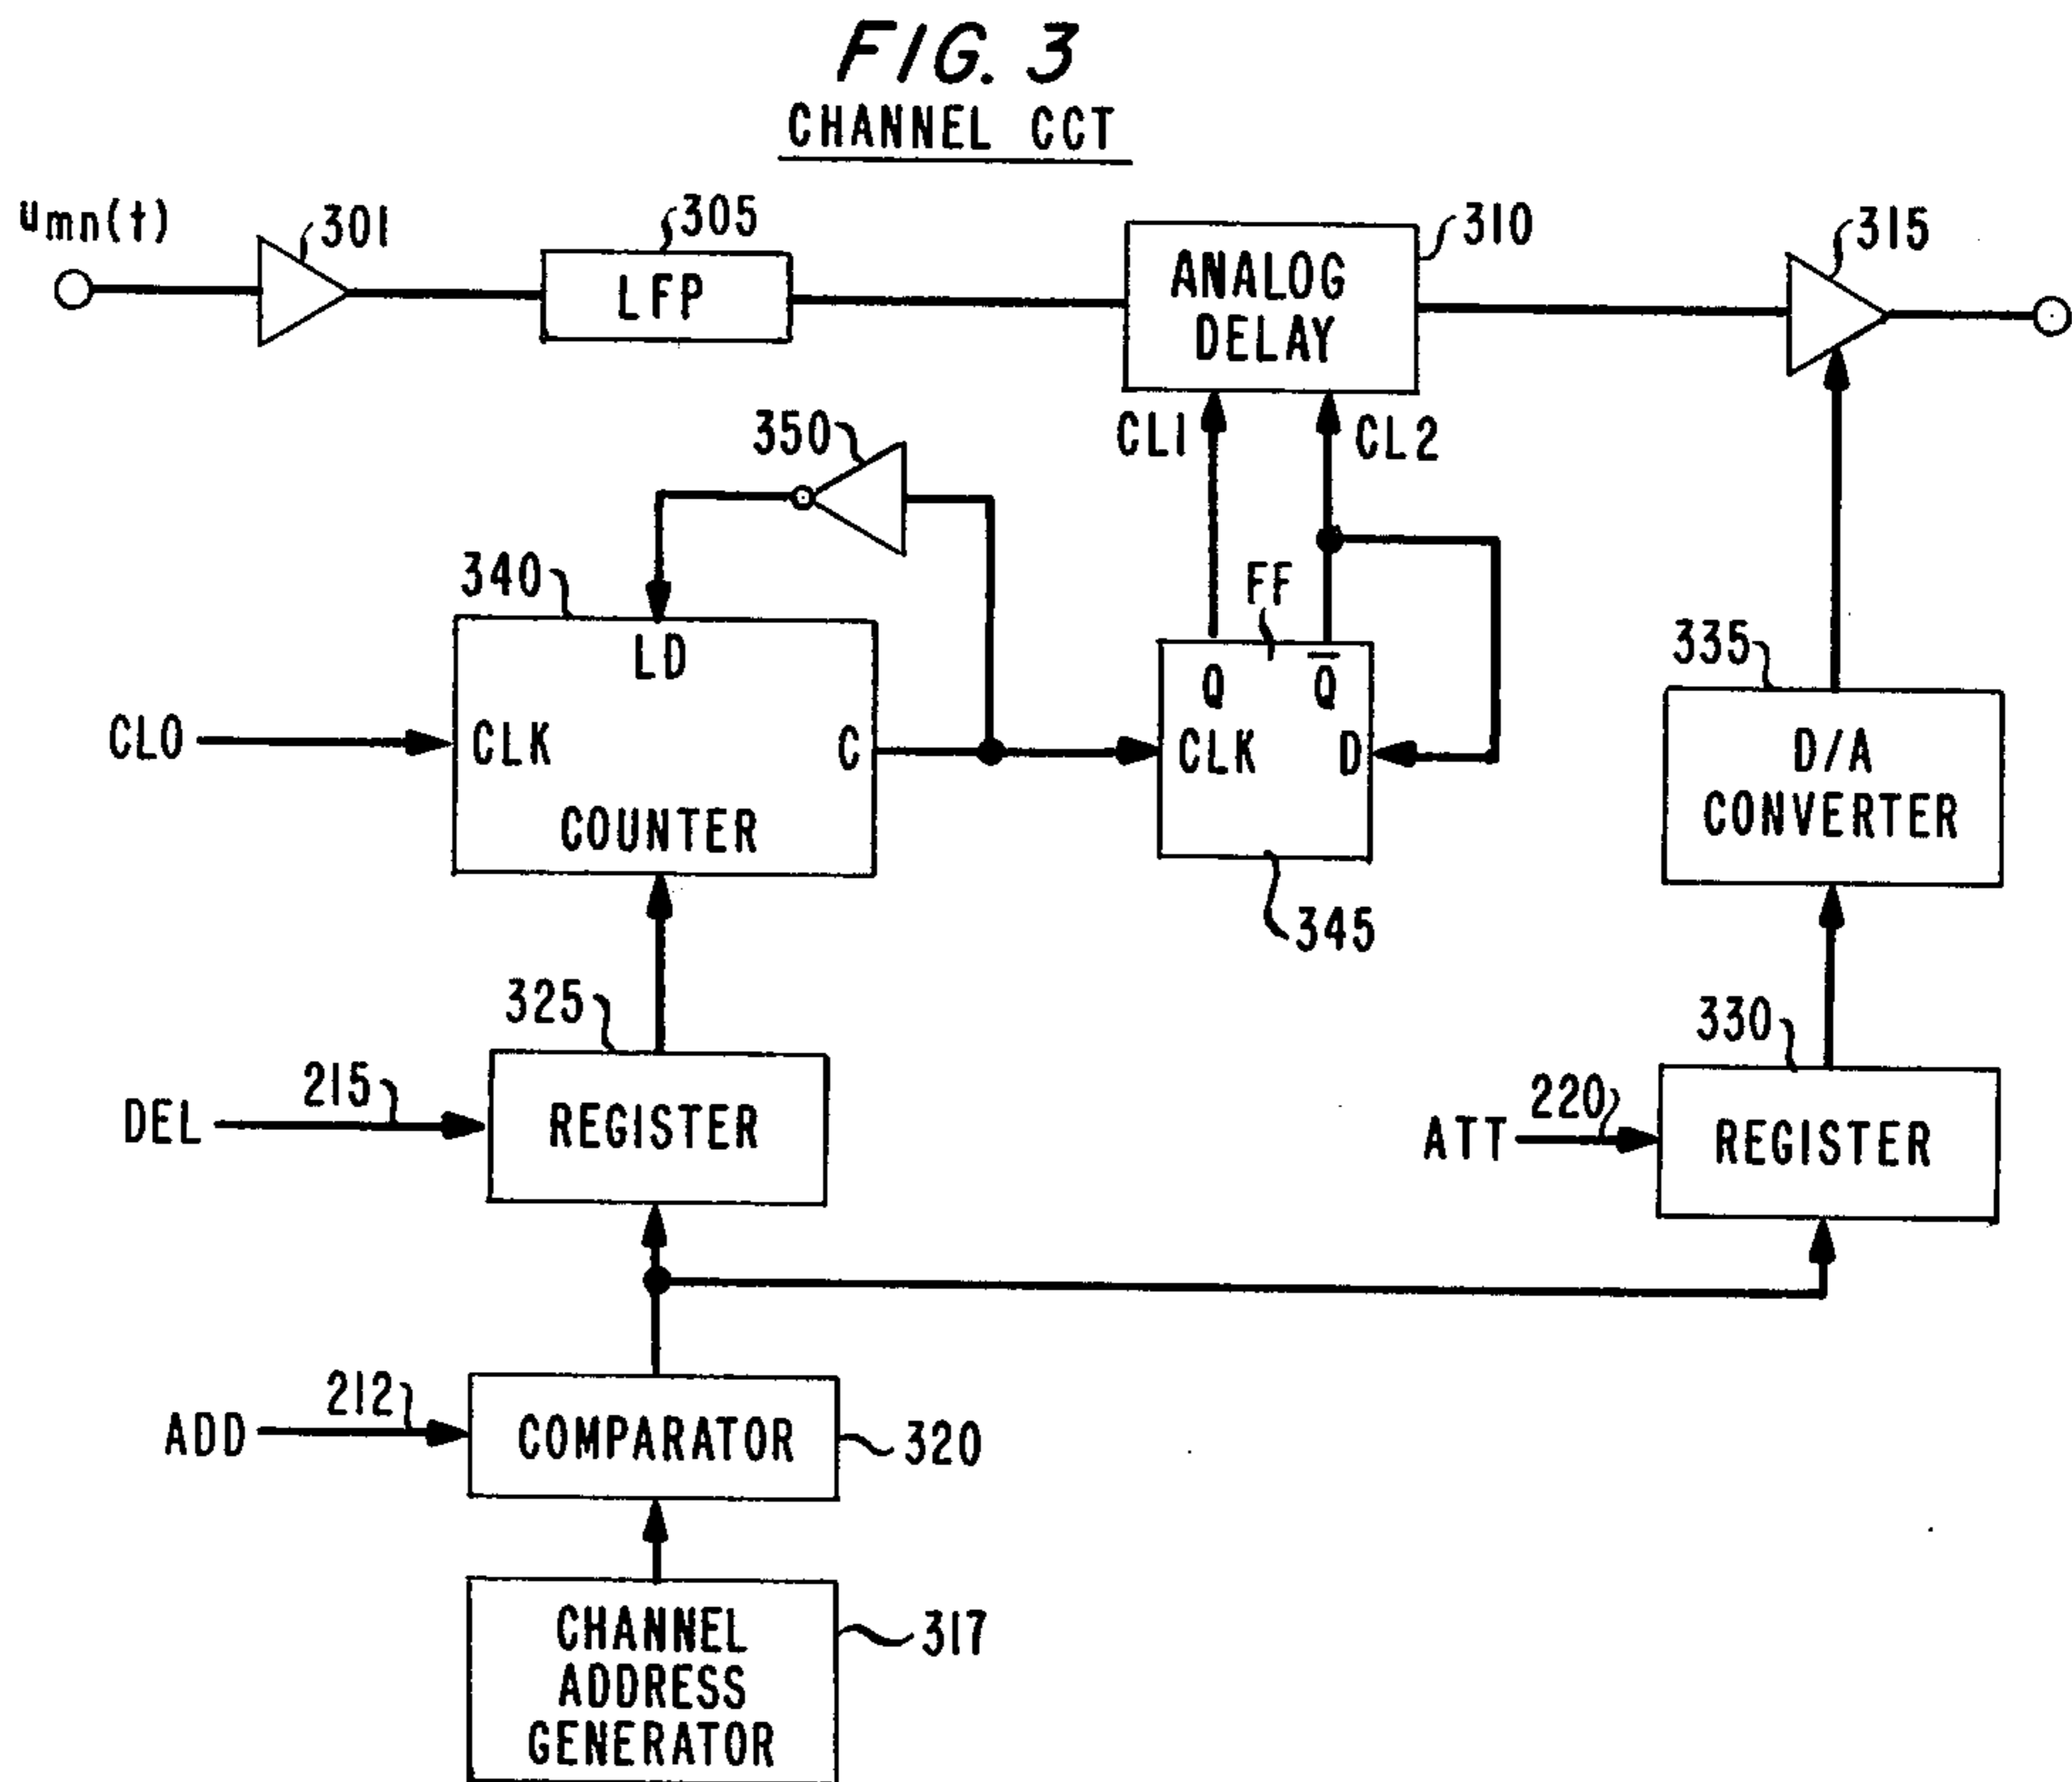 FIG. 3
CHANNEL CCT
umn(t)
301
305
LFP
ANALOG
DELAY
310
315
350
CL1
CL2
340
LD
CLO
CLK
C
COUNTER
FF
Q
Q̅
CLK
D
345
335
D/A
CONVERTER
325
DEL
215
REGISTER
330
ATT
220
REGISTER
ADD
212
COMPARATOR
320
CHANNEL
ADDRESS
GENERATOR
317